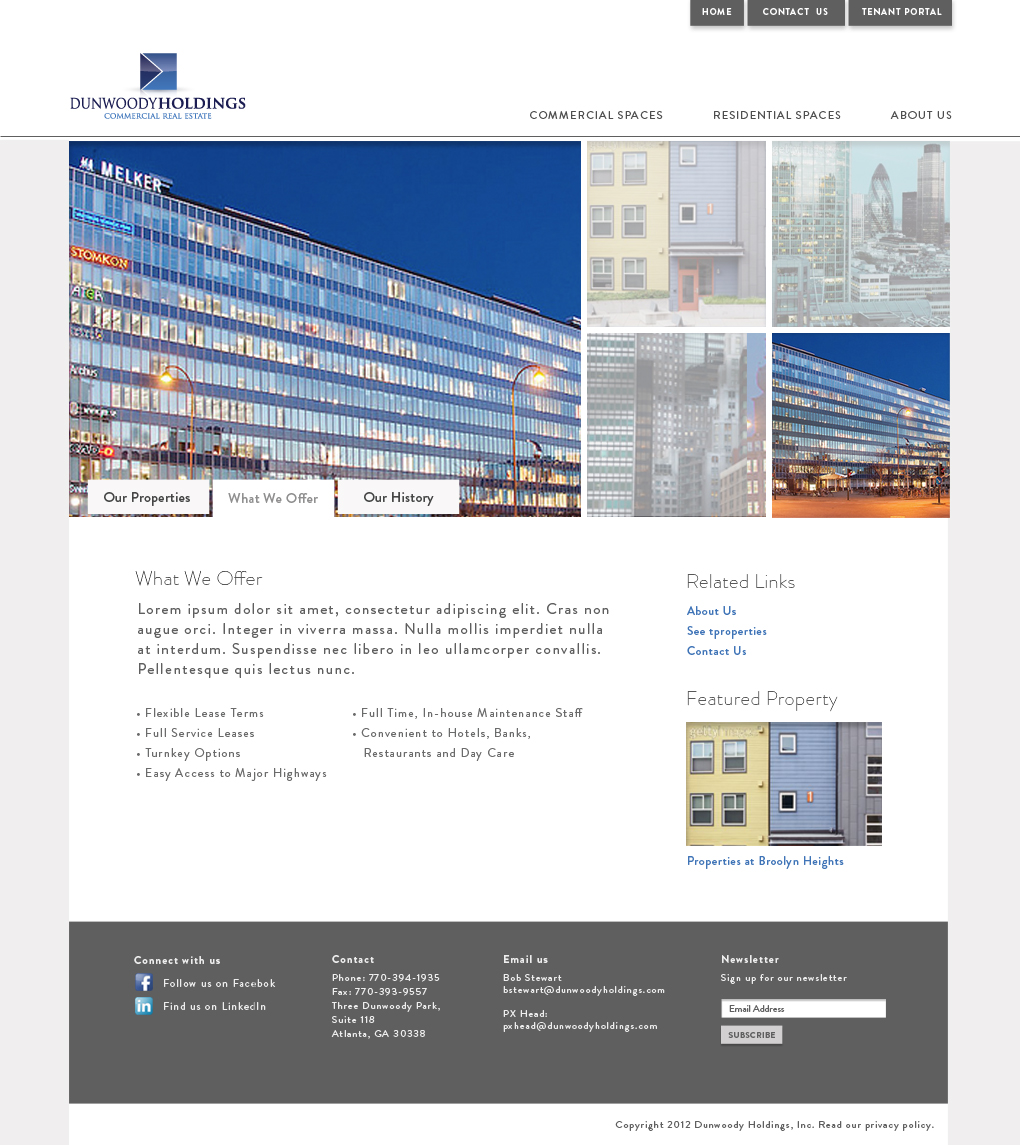 HOME
CONTACT US
TENANT PORTAL
DUNWOODYHOLDINGS
COMMERCIAL REAL ESTATE
COMMERCIAL SPACES
RESIDENTIAL SPACES
ABOUT US
MELKER
STOMKON
Our Properties
What We Offer
Our History
What We Offer
Lorem ipsum dolor sit amet, consectetur adipiscing elit. Cras non
augue orci. Integer in viverra massa. Nulla mollis imperdiet nulla
at interdum. Suspendisse nec libero in leo ullamcorper convallis.
Pellentesque quis lectus nunc.
• Flexible Lease Terms
• Full Service Leases
• Turnkey Options
• Easy Access to Major Highways
• Full Time, In-house Maintenance Staff
• Convenient to Hotels, Banks,
Restaurants and Day Care
Related Links
About Us
See tproperties
Contact Us
Featured Property
Properties at Broolyn Heights
Connect with us
Follow us on Facebok
in Find us on LinkedIn
Contact
Phone: 770-394-1935
Fax: 770-393-9557
Three Dunwoody Park,
Suite 118
Atlanta, GA 30338
Email us
Bob Stewart
bstewart@dunwoodyholdings.com
PX Head:
pxhead@dunwoodyholdings.com
Newsletter
Sign up for our newsletter
Email Address
SUBSCRIBE
Copyright 2012 Dunwoody Holdings, Inc. Read our privacy policy.